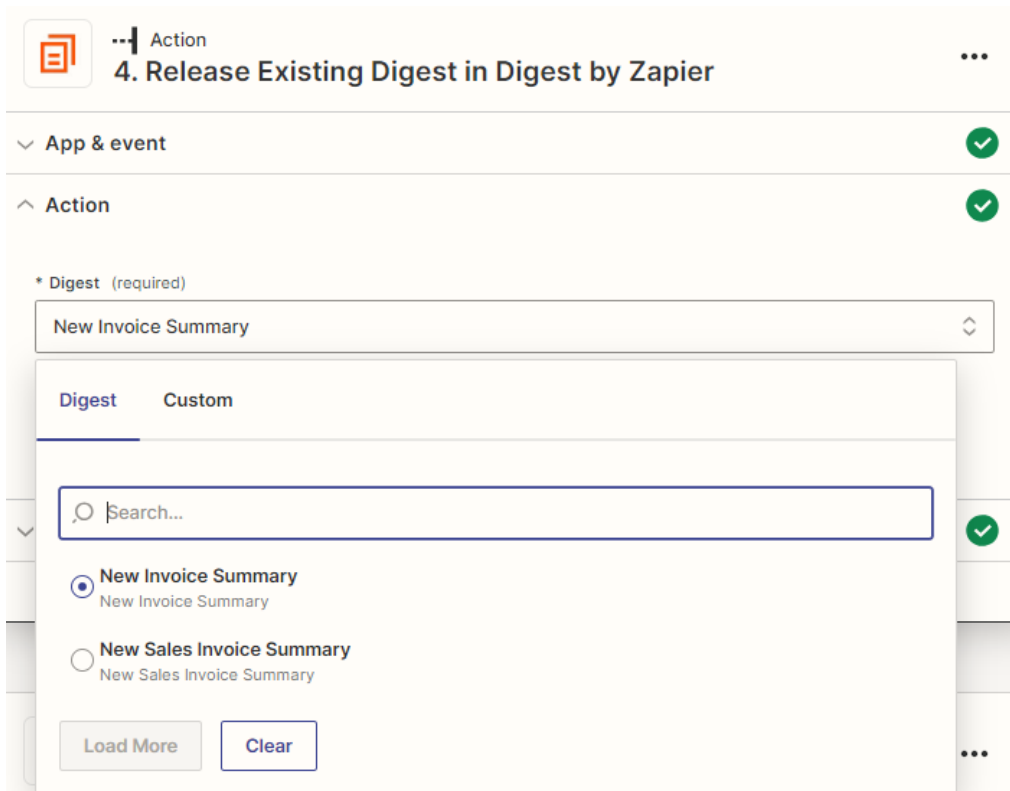 Action
4. Release Existing Digest in Digest by Zapier
App & event
Action
* Digest (required)
New Invoice Summary
Digest Custom
Search...
New Invoice Summary
New Invoice Summary
New Sales Invoice Summary
New Sales Invoice Summary
Load More Clear